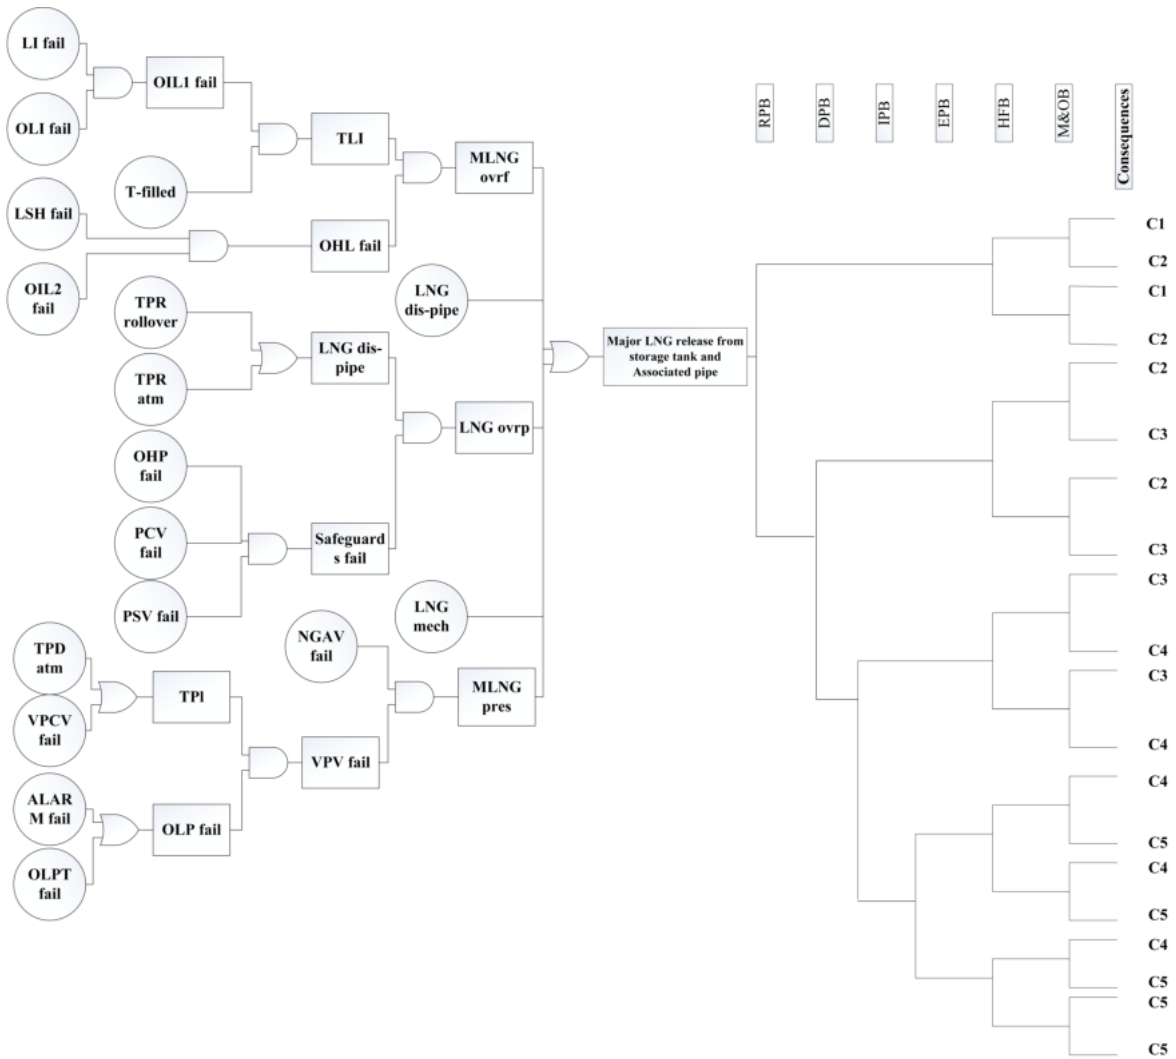 LI fail
OIL1 fail
OLI fail
TLI
T-filled
MLNG
ovrf
LSH fail
OHL fail
OIL2
fail
TPR
rollover
LNG
dis-pipe
LNG dis-
pipe
TPR
atm
Major LNG release from
storage tank and
Associated pipe
OHP
fail
LNG ovrp
PCV
fail
Safeguard
s fail
PSV fail
LNG
mech
NGAV
fail
TPD
atm
TPl
MLNG
pres
VPCV
fail
VPV fail
ALAR
M fail
OLP fail
OLPT
fail
RPB
DPB
IPB
EPB
HFB
M&OB
Consequences
C1
C2
C1
C2
C2
C3
C2
C3
C3
C4
C3
C4
C4
C5
C4
C5
C4
C5
C5
C5